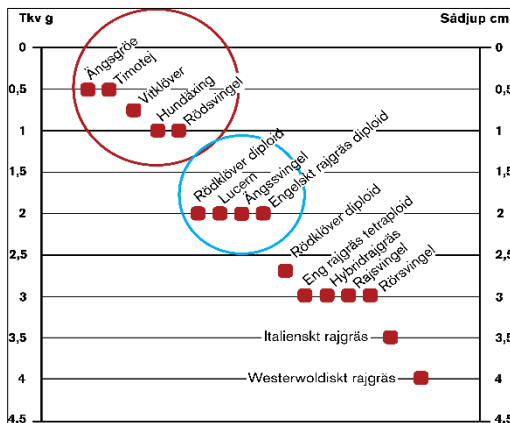 Tkv g
Sådjup cm
0
0
Ängsgröe
Timotej
0,5
0,5
Vitklöver
Hundäxing
Rödsvingel
1
1
1,5
1,5
Rödklöver diploid
Lucern
Ängssvingel
Engelskt rajgräs diploid
2
2
2,5
2,5
Rödklöver diploid
Eng rajgräs tetraploid
Hybridrajgräs
Rajsvingel
Rörsvingel
3
3
Italienskt rajgräs
3,5
3,5
Westerwoldiskt rajgräs
4
4
4,5
4,5